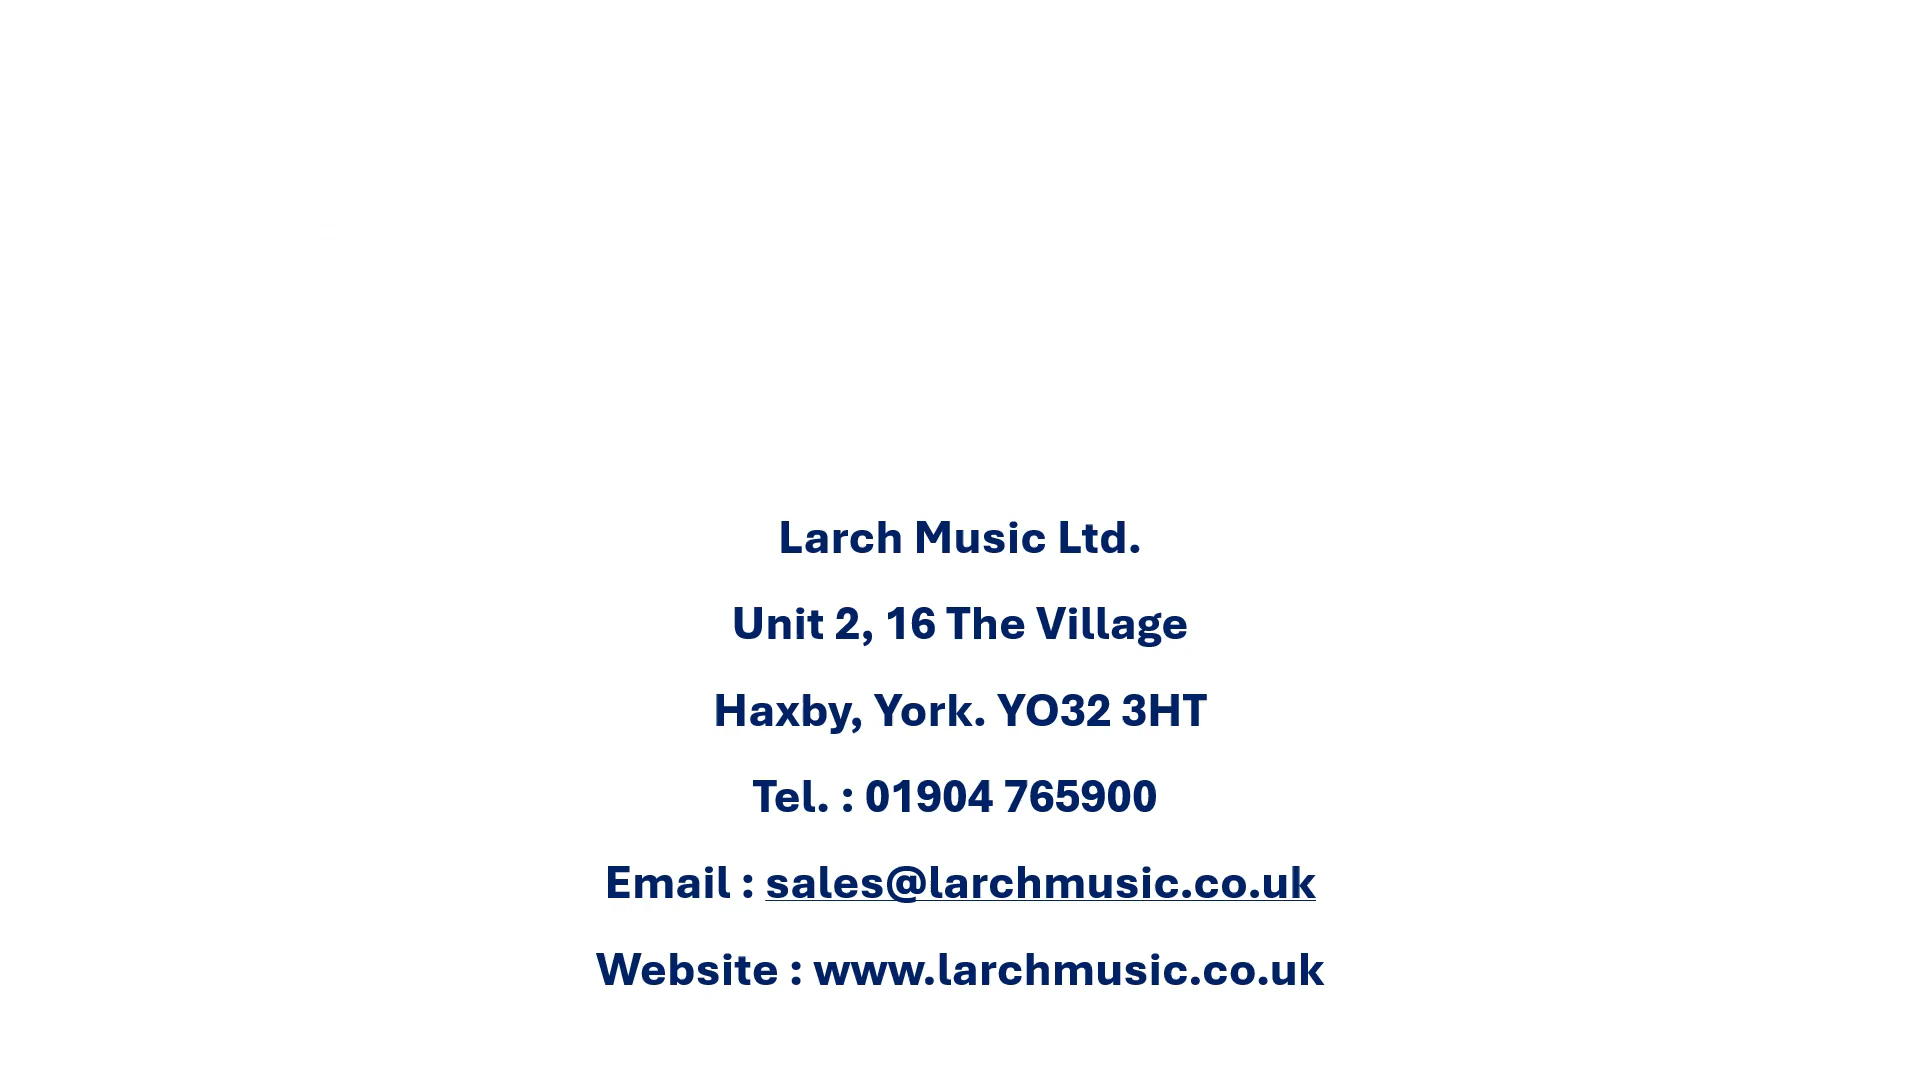 Larch Music Ltd.
Unit 2, 16 The Village
Haxby, York. YO32 3HT
Tel. : 01904 765900
Email : sales@larchmusic.co.uk
Website : www.larchmusic.co.uk